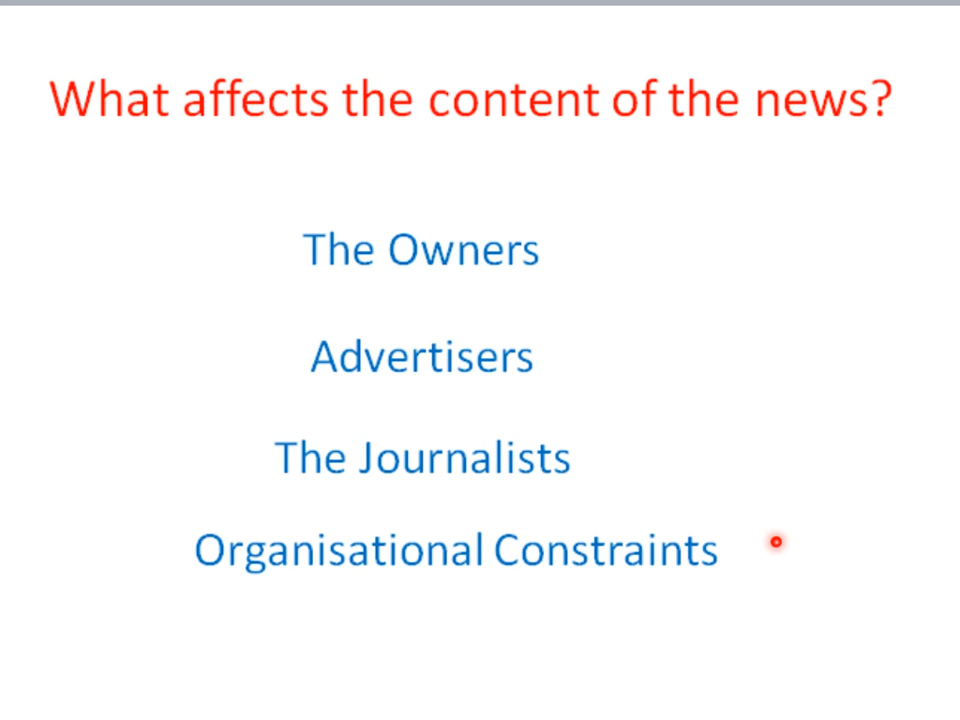 What affects the content of the news?
The Owners
Advertisers
The Journalists
Organisational Constraints